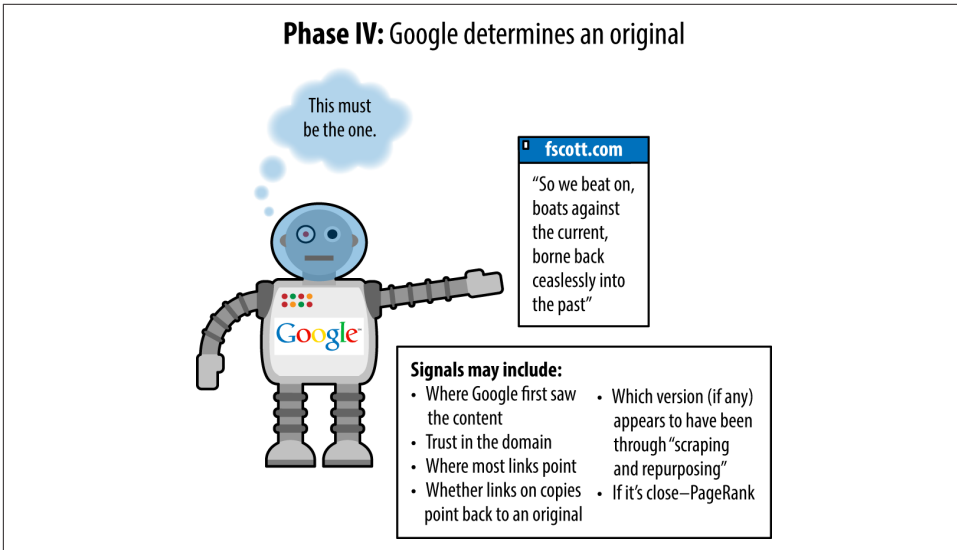 Phase IV: Google determines an original
This must
be the one.
fscott.com
“So we beat on,
boats against
the current,
borne back
ceaselessly into
the past”
Google™
Signals may include:
• Where Google first saw
the content
• Trust in the domain
• Where most links point
• Whether links on copies
point back to an original
• Which version (if any)
appears to have been
through “scraping
and repurposing”
• If it’s close–PageRank